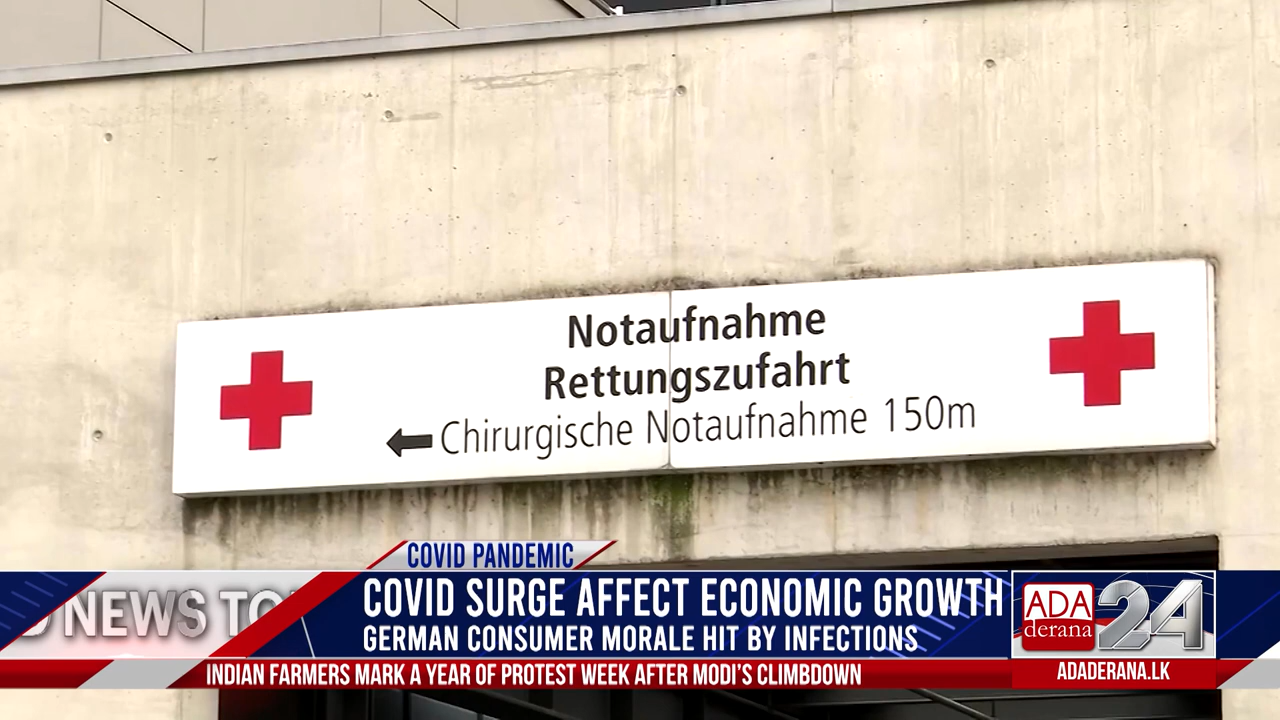 Notaufnahme
Rettungszufahrt
Chirurgische Notaufnahme 150m
COVID PANDEMIC
NEWS
COVID SURGE AFFECT ECONOMIC GROWTH
GERMAN CONSUMER MORALE HIT BY INFECTIONS
INDIAN FARMERS MARK A YEAR OF PROTEST WEEK AFTER MODI'S CLIMBDOWN
ADA
derana
24
ADADERANA.LK